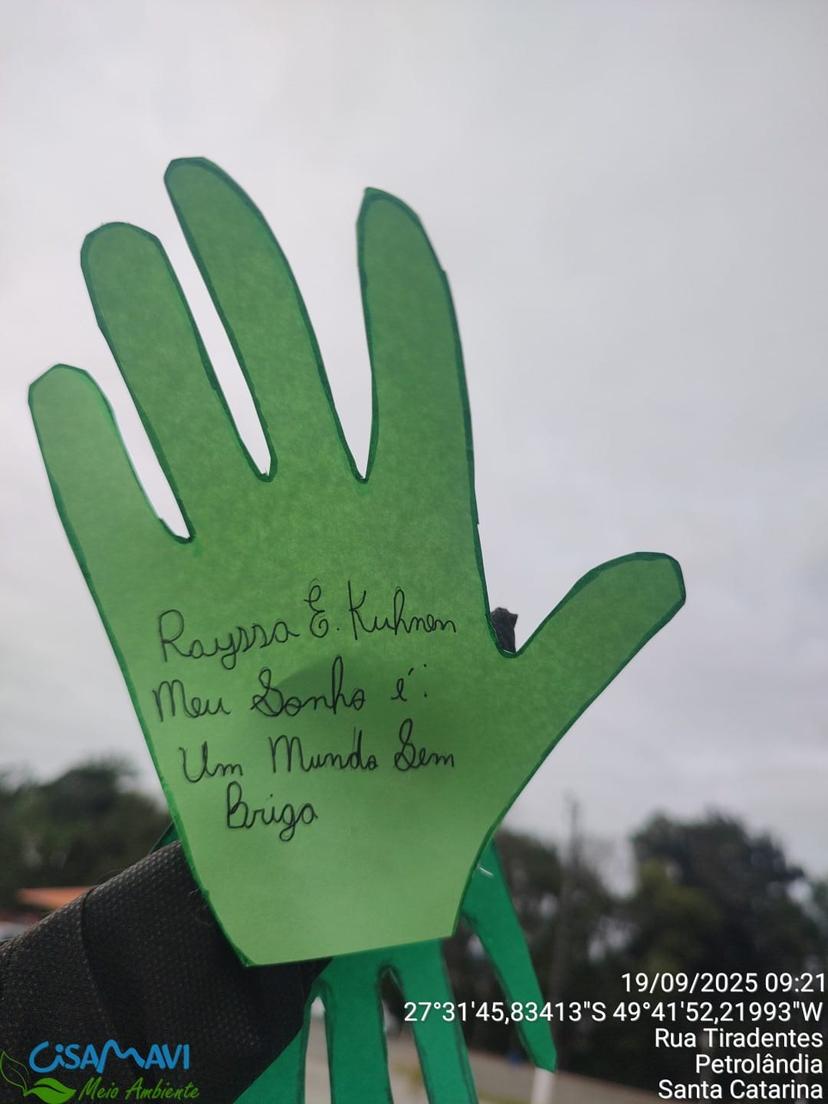 Rayssa E. Kuhnen
Meu Sonho é:
Um Mundo Sem
Briga
19/09/2025 09:21
27°31'45,83413"S 49°41'52,21993"W
Rua Tiradentes
Petrolândia
Santa Catarina
CISAMAVI
Meio Ambiente